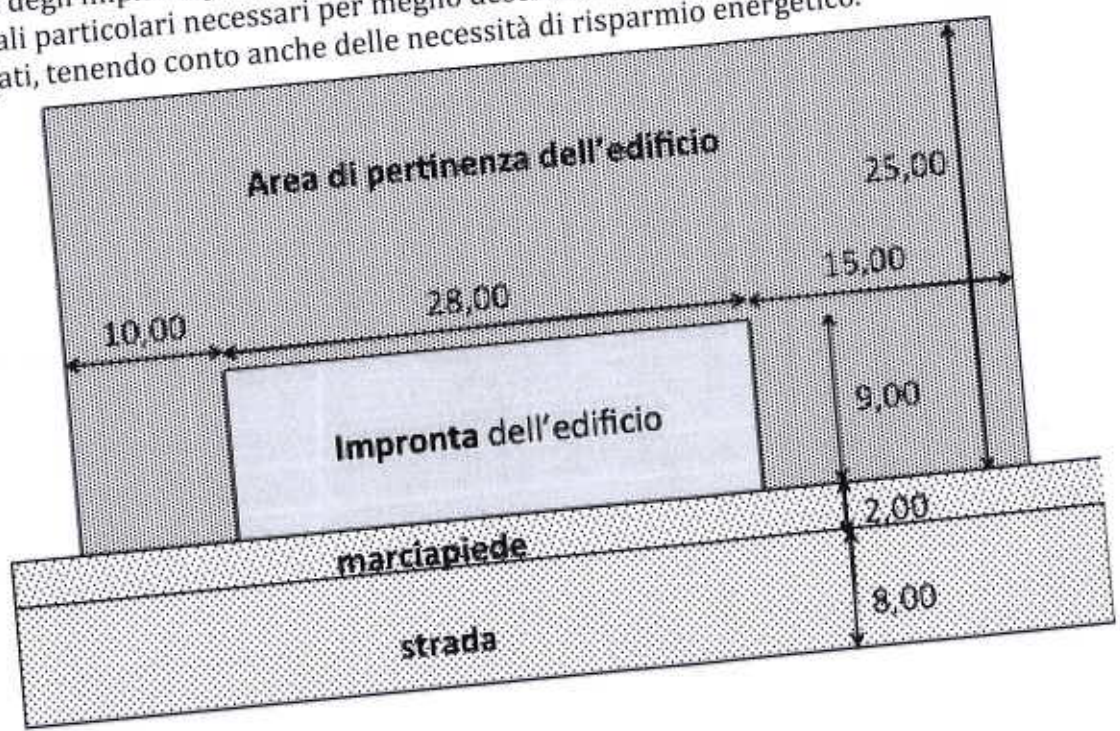 degli
ali particolari necessari per meglio
ati, tenendo conto anche delle necessità di risparmio energetico.
Area di pertinenza dell'edificio
25,00
15,00
28,00
10,00
9,00
Impronta dell'edificio
2,00
marciapiede
8,00
strada